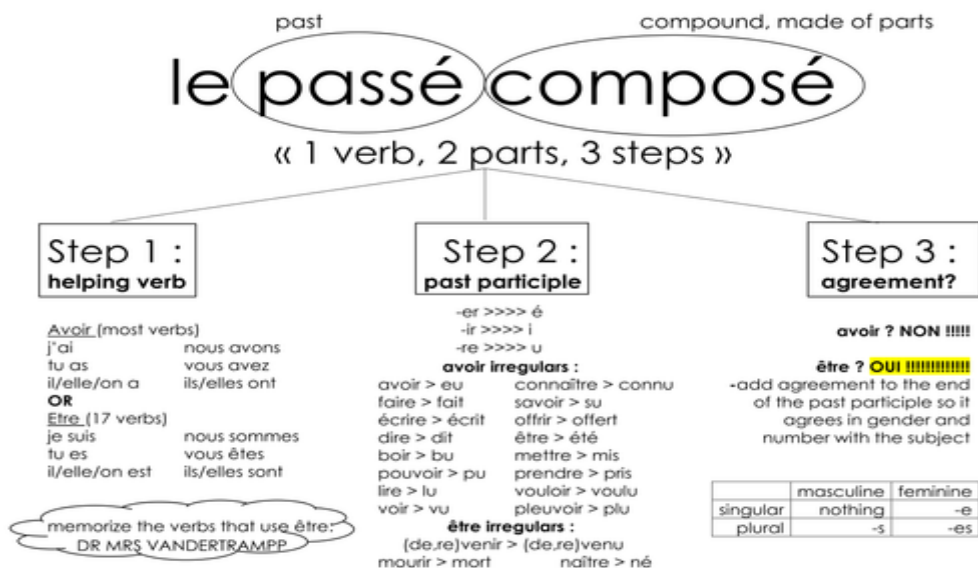 past
compound, made of parts
le passé composé
« 1 verb, 2 parts, 3 steps »
Step 1 :
helping verb
Avoir (most verbs)
j'ai nous avons
tu as vous avez
il/elle/on a ils/elles ont
OR
Etre (17 verbs)
je suis nous sommes
tu es vous êtes
il/elle/on est ils/elles sont
memorize the verbs that use être:
DR MRS VANDERTRAMPP
Step 2 :
past participle
-er >>>> é
-ir >>>> i
-re >>>> u
avoir irregulars :
avoir > eu connaître > connu
faire > fait savoir > su
écrire > écrit offrir > offert
dire > dit être > été
boir > bu mettre > mis
pouvoir > pu prendre > pris
lire > lu vouloir > voulu
voir > vu pleuvoir > plu
être irregulars :
(de,re)venir > (de,re)venu
mourir > mort naître > né
Step 3 :
agreement?
avoir ? NON !!!!!
être ? OUI !!!!!!!!!!!!!
-add agreement to the end
of the past participle so it
agrees in gender and
number with the subject
masculine feminine
singular nothing -e
plural -s -es